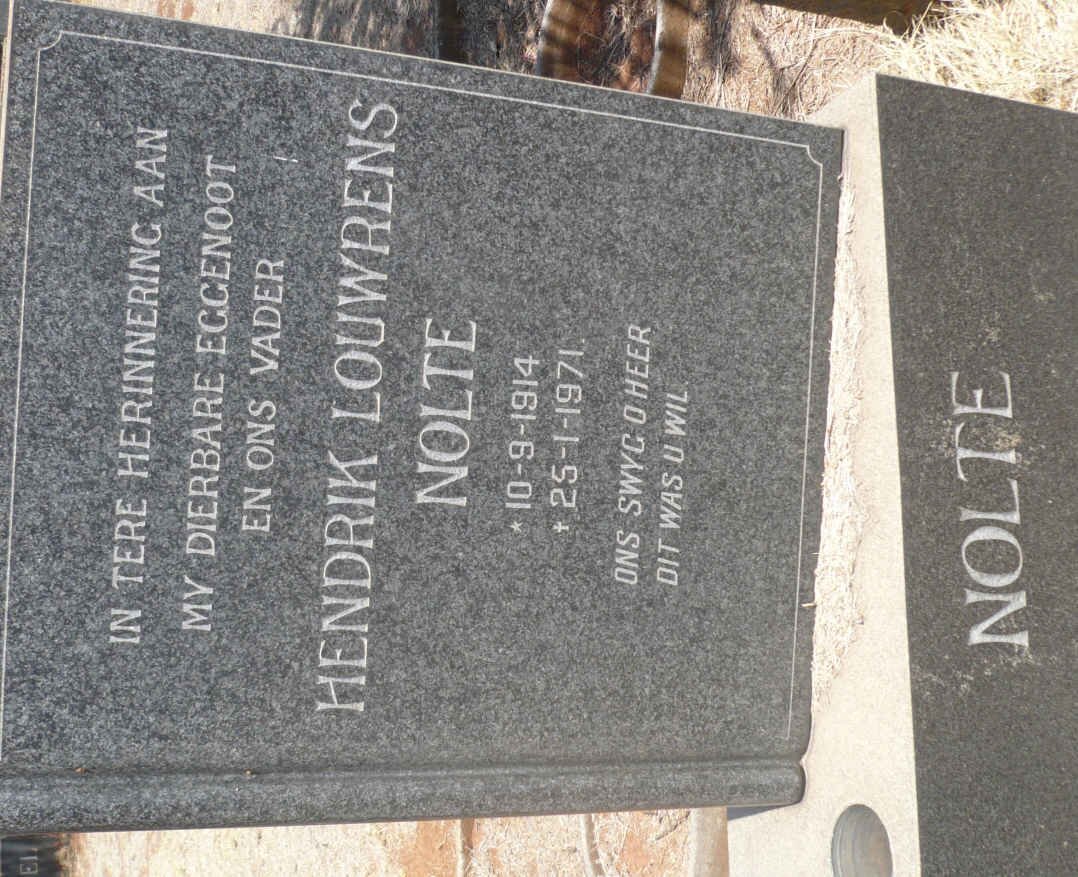 IN TERE HERINNERING AAN
MY DIERBARE EGGENOOT
EN ONS VADER
HENDRIK LOUWRENS
NOLTE
* 10-9-1914
† 25-1-1971.
ONS SWYG O HEER
DIT WAS U WIL
NOLTE